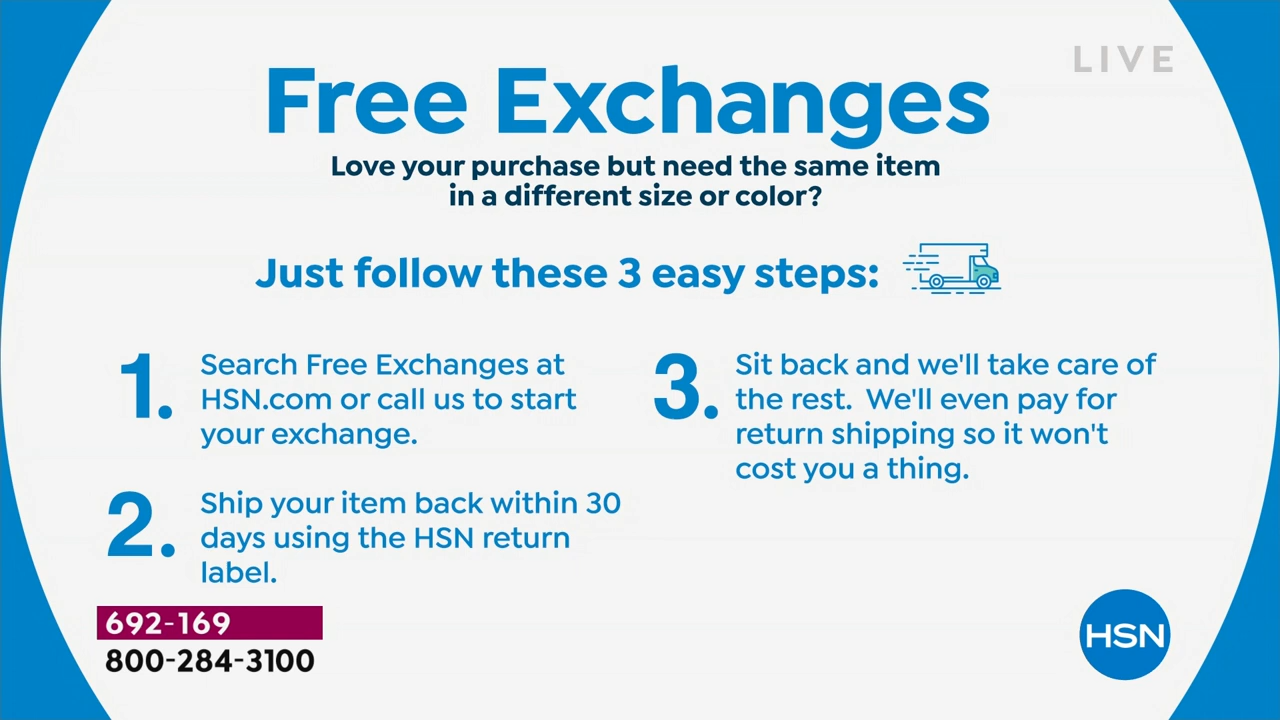 LIVE
Free Exchanges
Love your purchase but need the same item
in a different size or color?
Just follow these 3 easy steps:
1. Search Free Exchanges at
HSN.com or call us to start
your exchange.
2. Ship your item back within 30
days using the HSN return
label.
3. Sit back and we'll take care of
the rest.  We'll even pay for
return shipping so it won't
cost you a thing.
692-169
800-284-3100
HSN